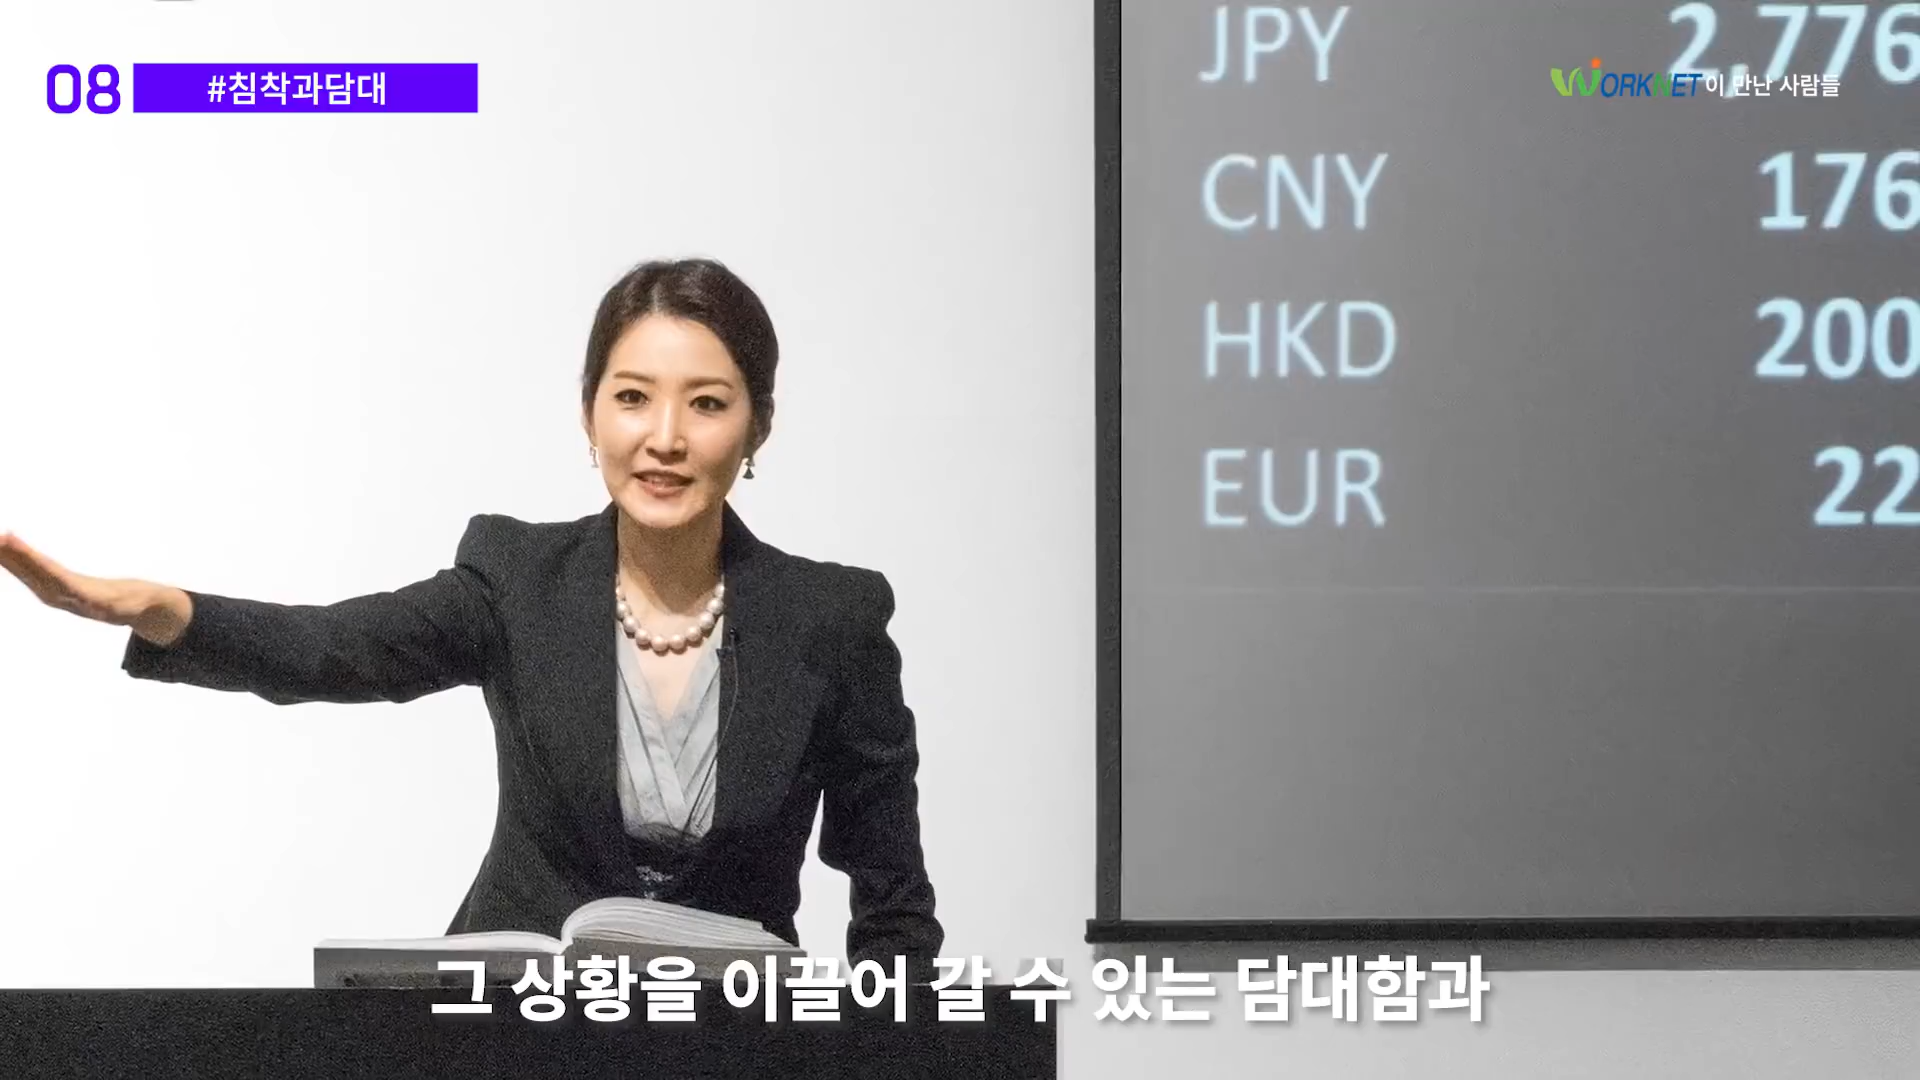 08 #침착과담대
WORKNET이 만난 사람들
JPY 2,776
CNY 176
HKD 200
EUR 22
그 상황을 이끌어 갈 수 있는 담대함과